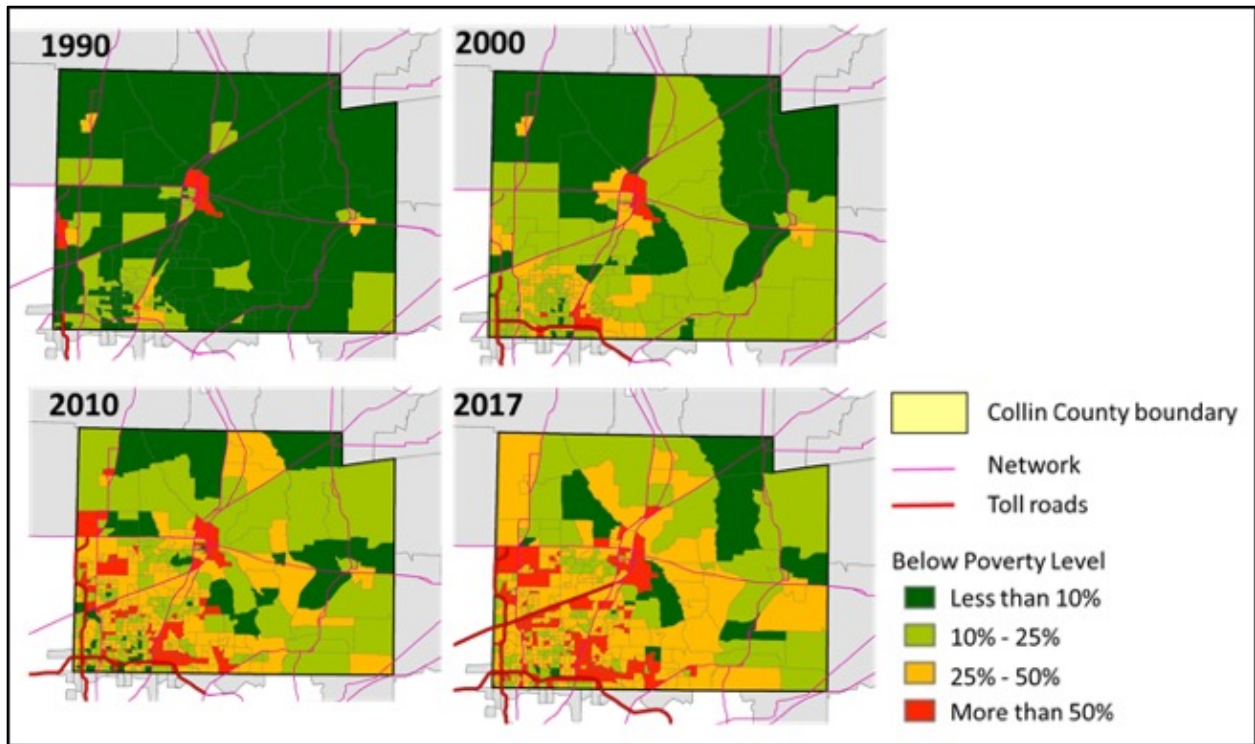 1990
2000
2010
2017
Collin County boundary
Network
Toll roads
Below Poverty Level
Less than 10%
10% - 25%
25% - 50%
More than 50%